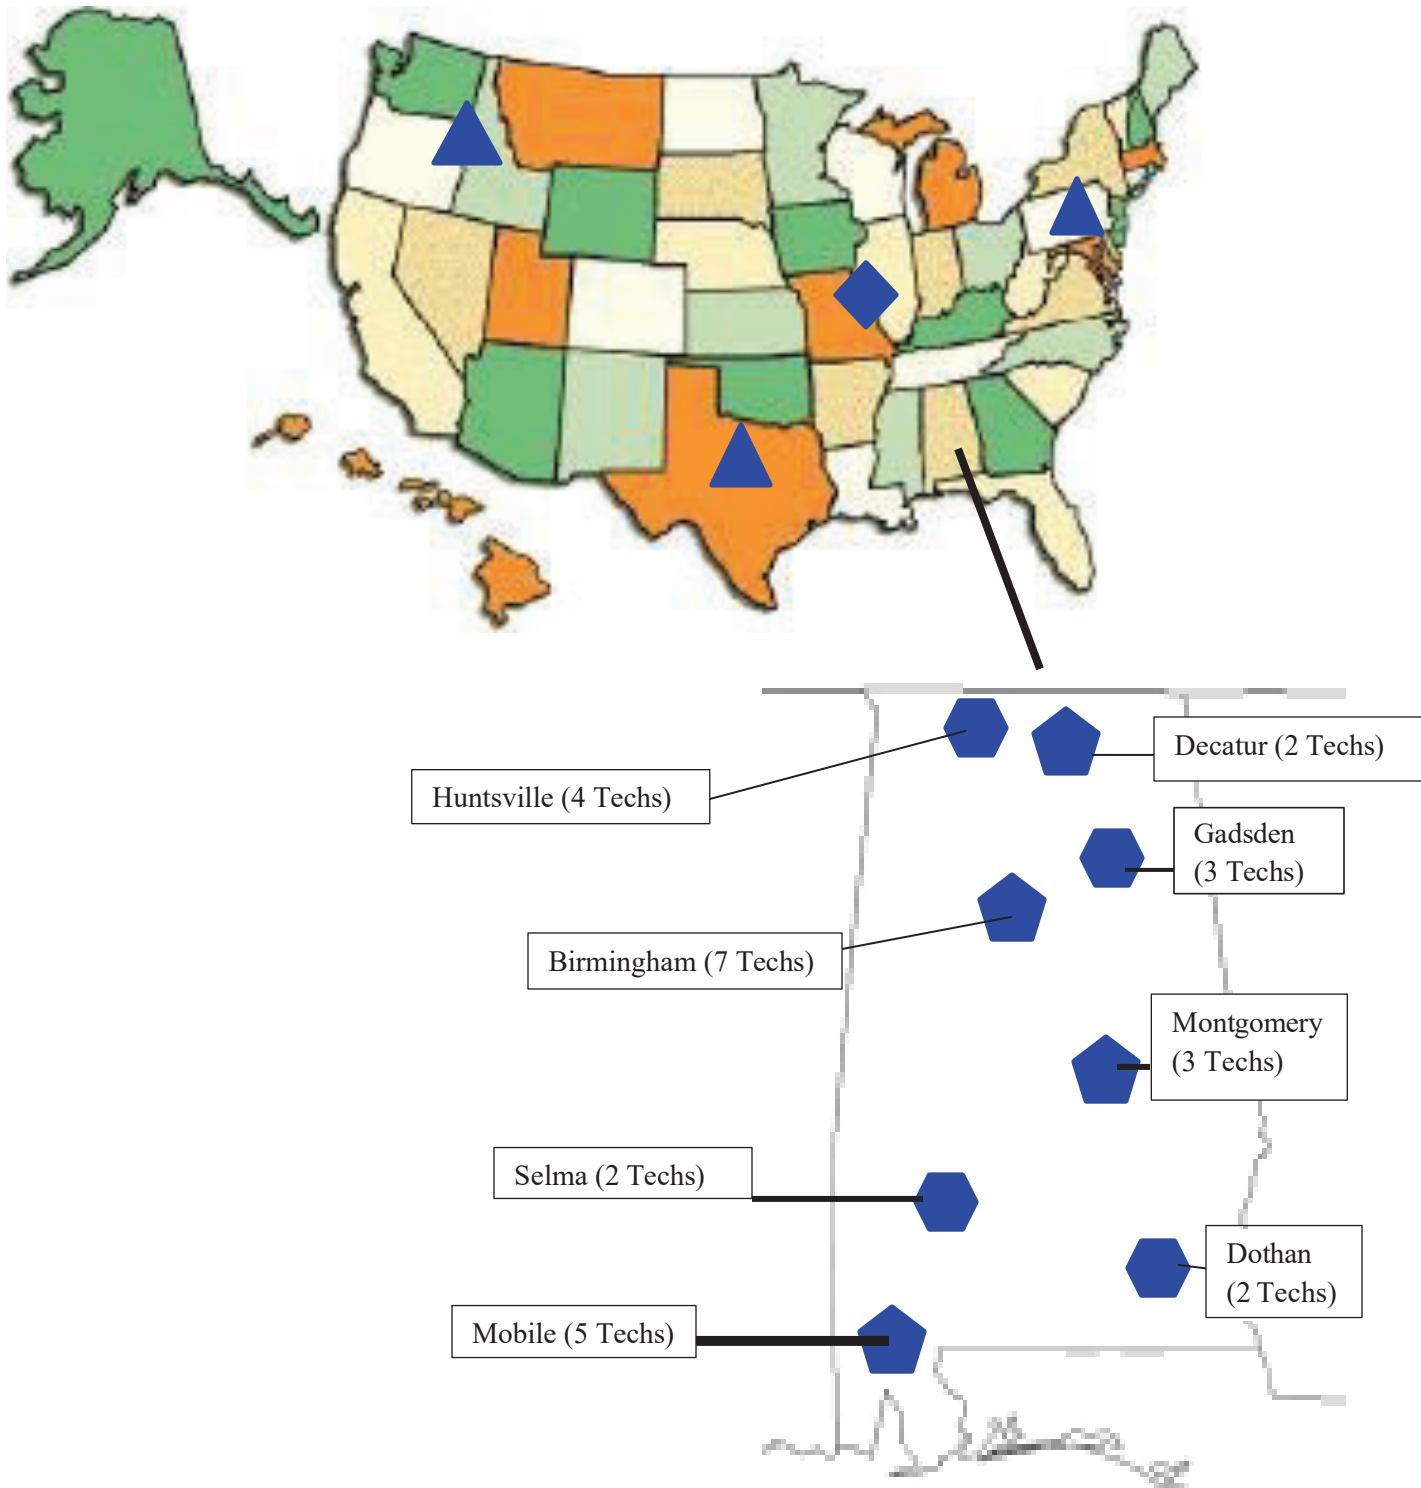 Decatur (2 Techs)
Huntsville (4 Techs)
Gadsden
(3 Techs)
Birmingham (7 Techs)
Montgomery
(3 Techs)
Selma (2 Techs)
Dothan
(2 Techs)
Mobile (5 Techs)